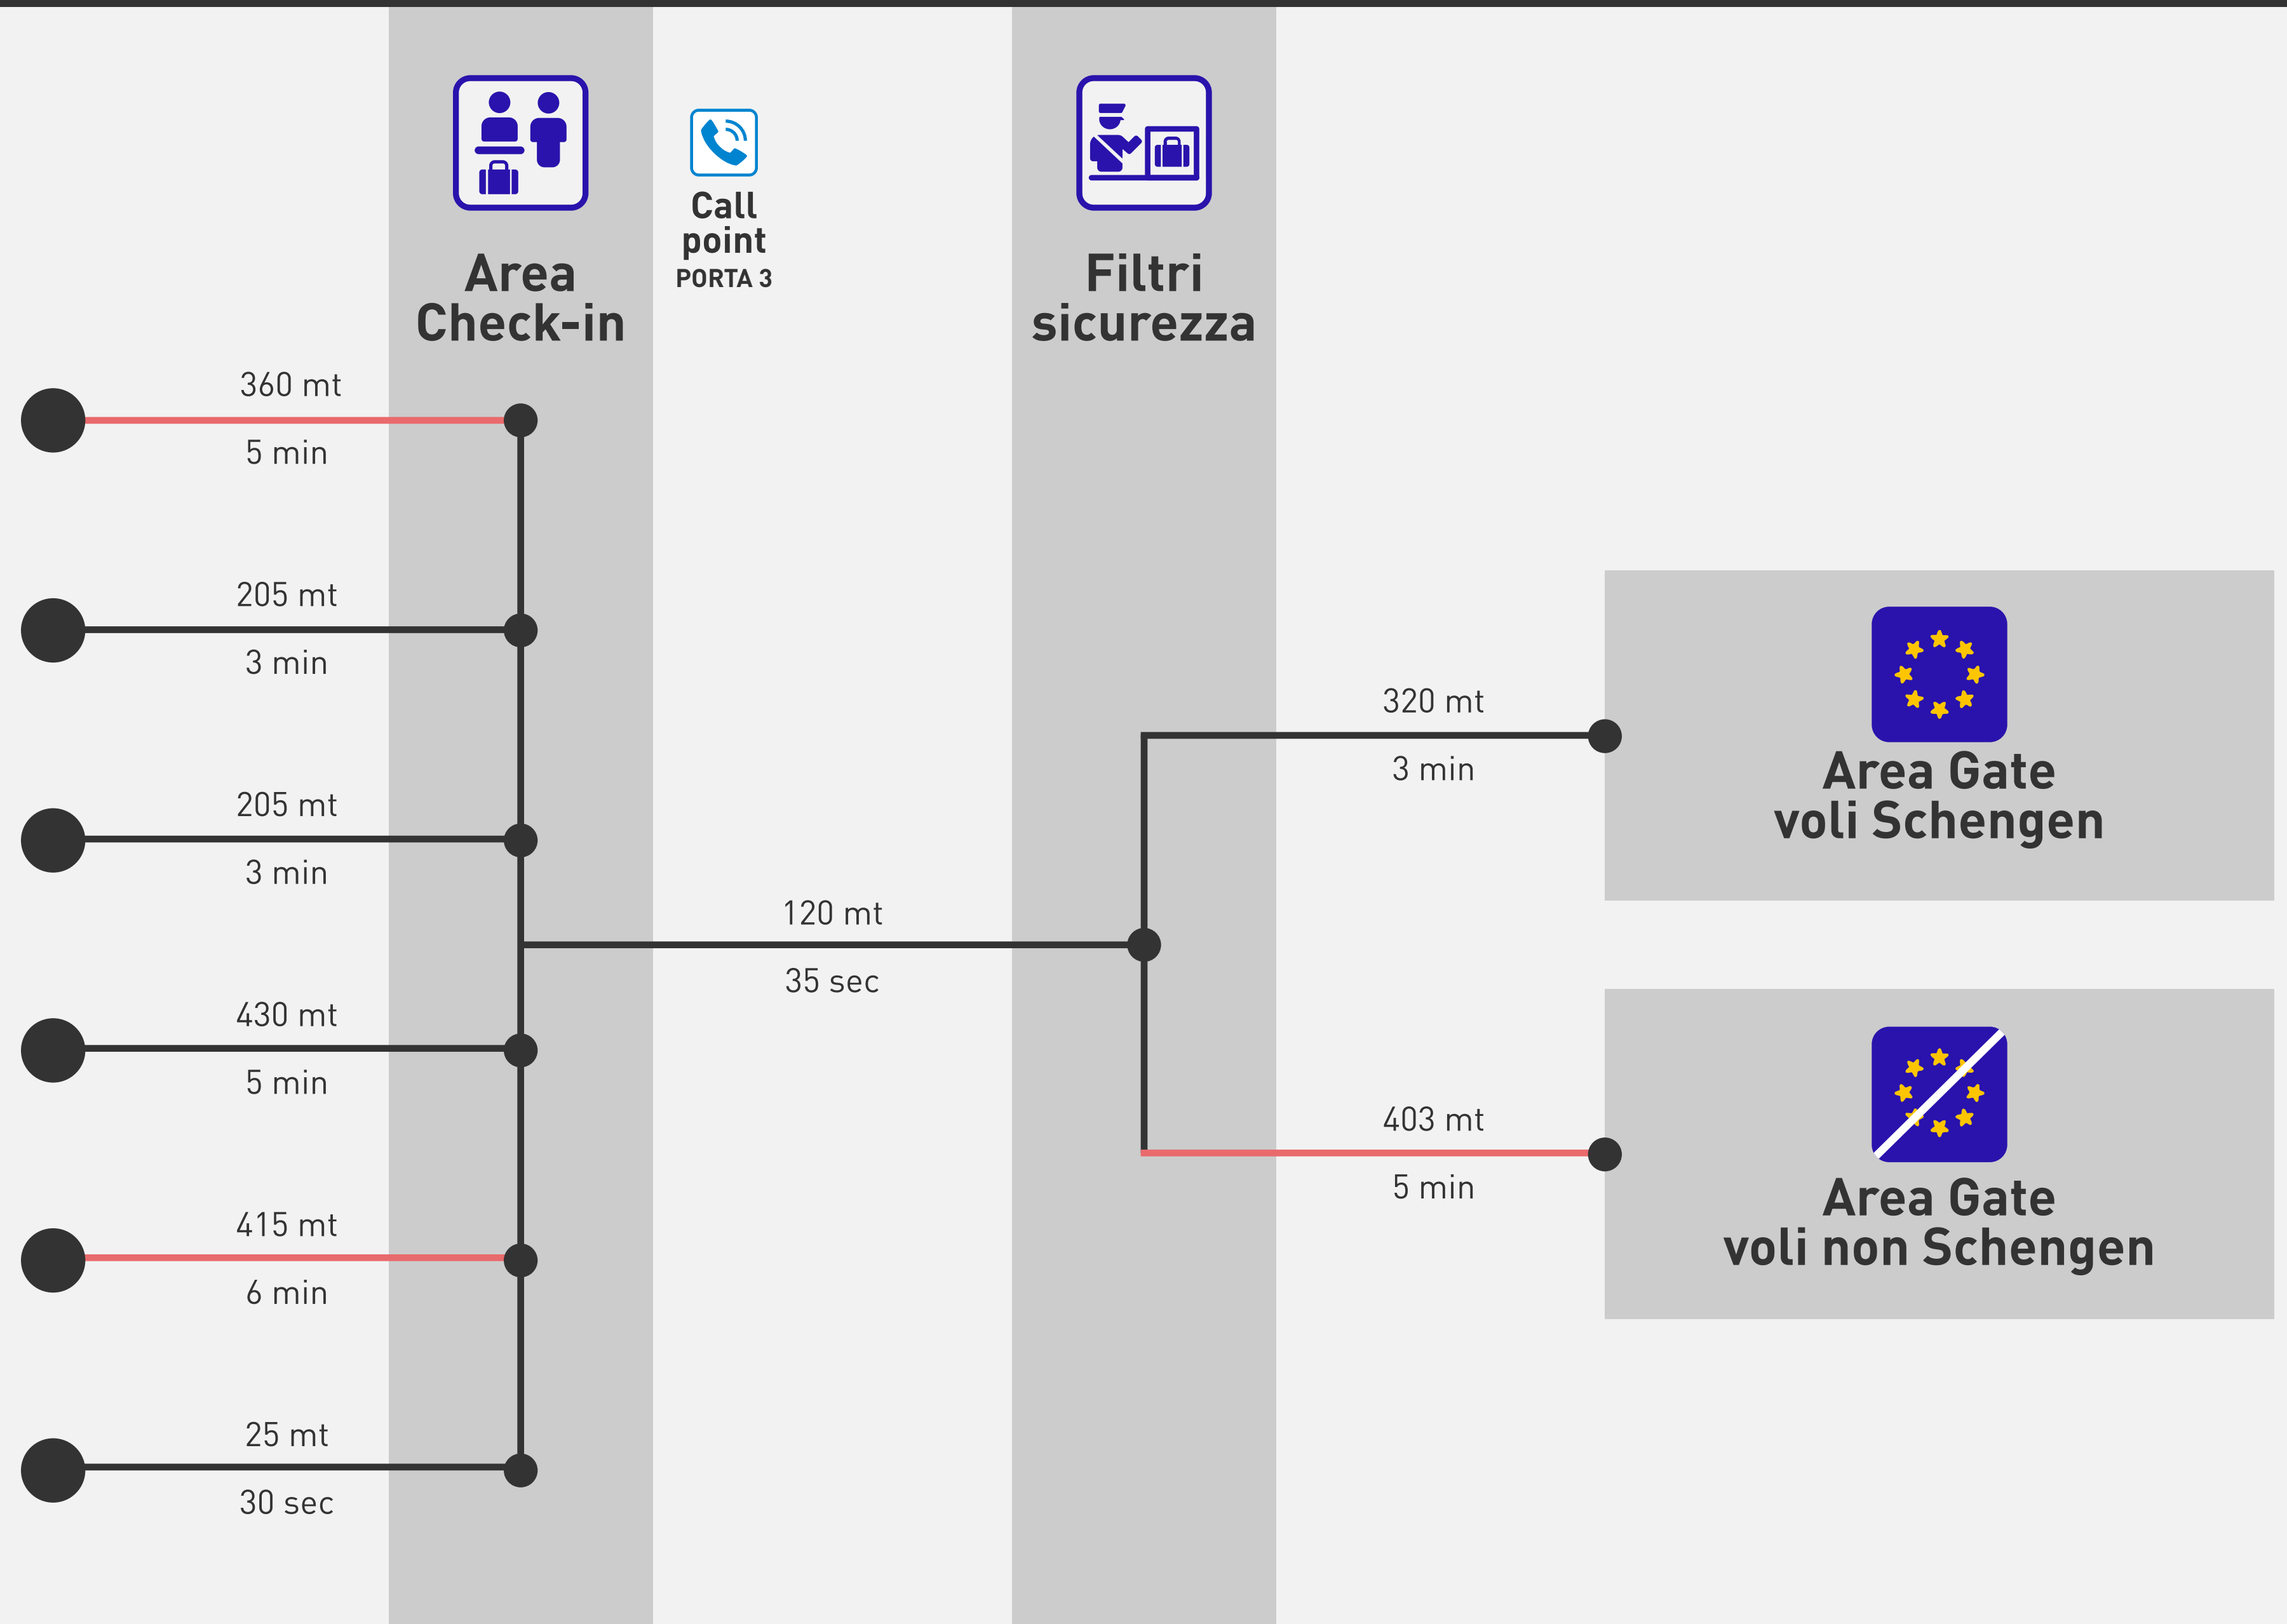 Area
Check-in
Call
point
PORTA 3
Filtri
sicurezza
360 mt
5 min
205 mt
3 min
205 mt
3 min
430 mt
5 min
415 mt
6 min
25 mt
30 sec
120 mt
35 sec
320 mt
3 min
403 mt
5 min
Area Gate
voli Schengen
Area Gate
voli non Schengen